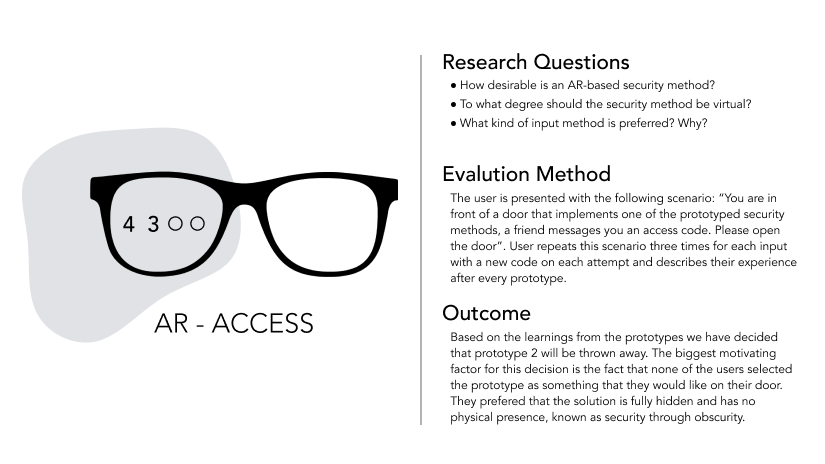 4 3 ○ ○
AR - ACCESS
Research Questions
● How desirable is an AR-based security method?
● To what degree should the security method be virtual?
● What kind of input method is preferred? Why?
Evalution Method
The user is presented with the following scenario: “You are in
front of a door that implements one of the prototyped security
methods, a friend messages you an access code. Please open
the door”. User repeats this scenario three times for each input
with a new code on each attempt and describes their experience
after every prototype.
Outcome
Based on the learnings from the prototypes we have decided
that prototype 2 will be thrown away. The biggest motivating
factor for this decision is the fact that none of the users selected
the prototype as something that they would like on their door.
They prefered that the solution is fully hidden and has no
physical presence, known as security through obscurity.